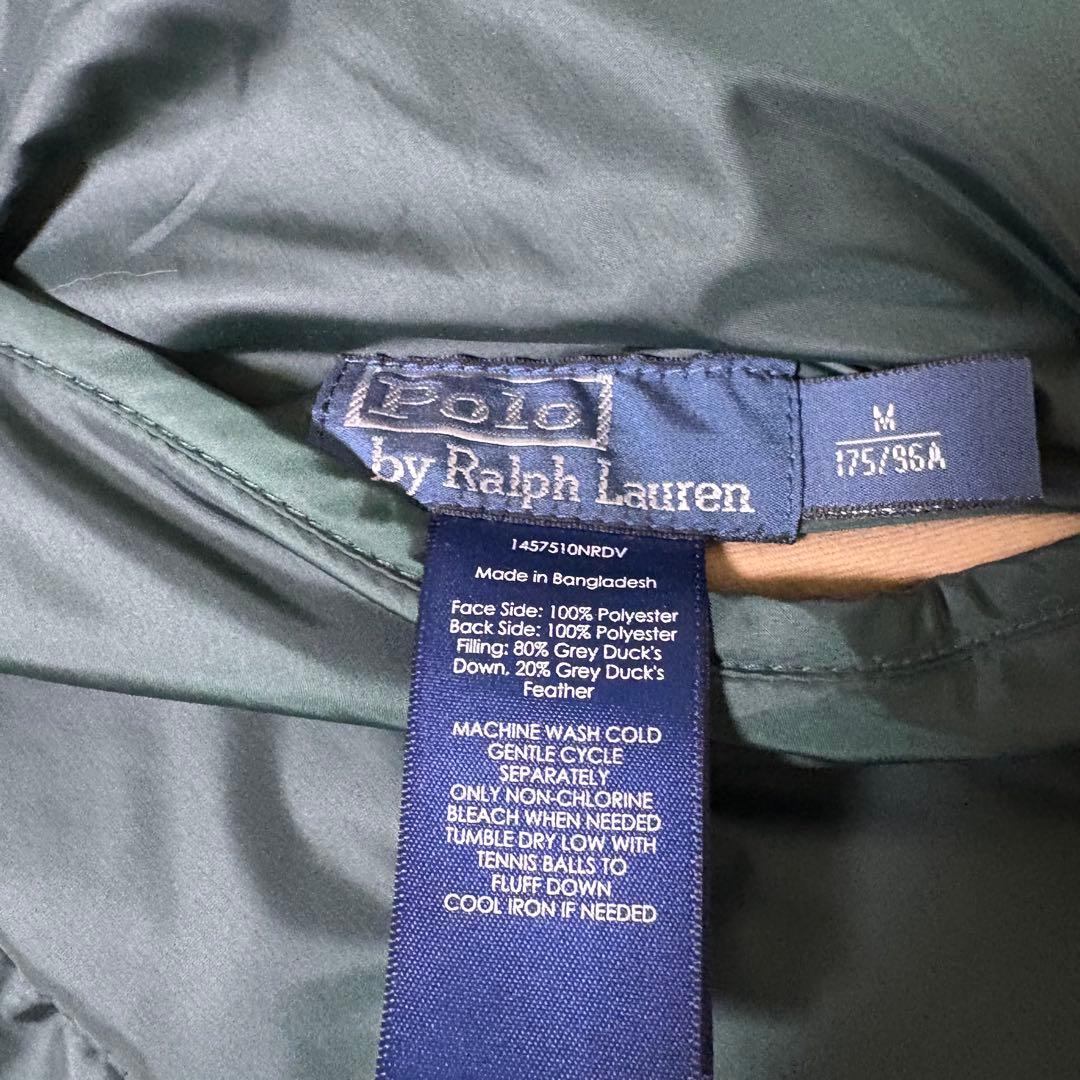 Polo
by Ralph Lauren
M
175/96A
1457510NRDV
Made in Bangladesh
Face Side: 100% Polyester
Back Side: 100% Polyester
Filling: 80% Grey Duck's
Down, 20% Grey Duck's
Feather
MACHINE WASH COLD
GENTLE CYCLE
SEPARATELY
ONLY NON-CHLORINE
BLEACH WHEN NEEDED
TUMBLE DRY LOW WITH
TENNIS BALLS TO
FLUFF DOWN
COOL IRON IF NEEDED